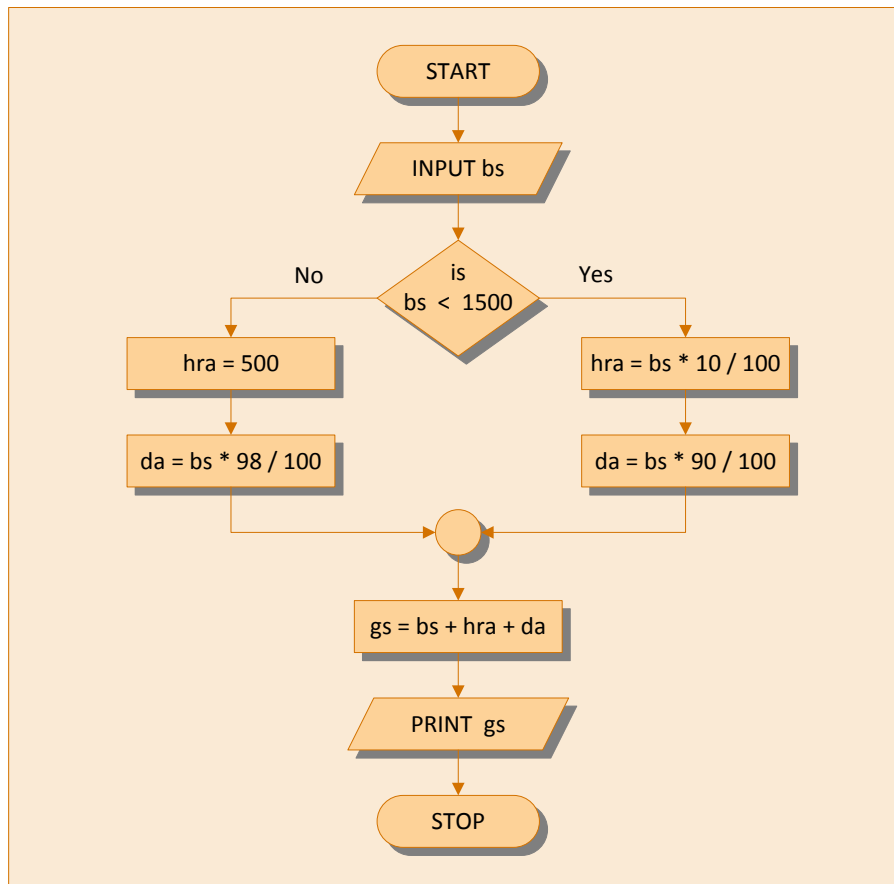 START
INPUT bs
is
bs < 1500
No
Yes
hra = 500
hra = bs * 10 / 100
da = bs * 98 / 100
da = bs * 90 / 100
gs = bs + hra + da
PRINT gs
STOP